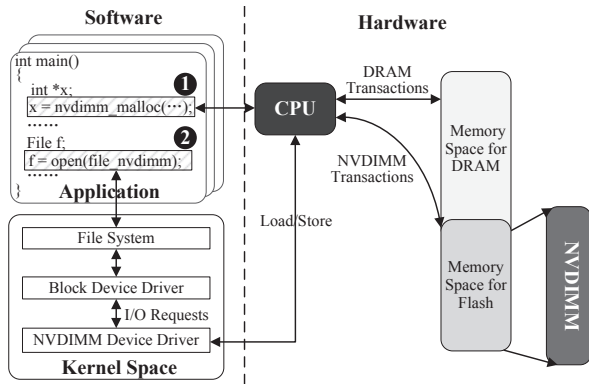 Software
Hardware
int main()
{
int *x;
1
x = nvdimm_malloc(···);
······
File f;
2
f = open(file_nvdimm);
······
}
Application
CPU
DRAM
Transactions
NVDIMM
Transactions
Load/Store
Memory
Space for
DRAM
Memory
Space for
Flash
NVDIMM
File System
Block Device Driver
I/O Requests
NVDIMM Device Driver
Kernel Space